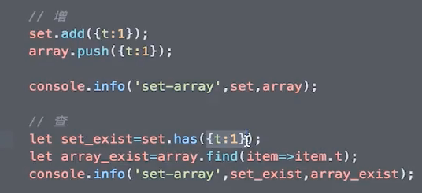 // 增
set.add({t:1});
array.push({t:1});
console.info('set-array',set,array);
// 查
let set_exist=set.has({t:1});
let array_exist=array.find(item=>item.t);
console.info('set-array',set_exist,array_exist);